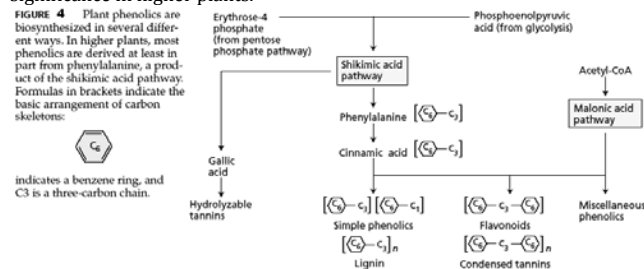 significance in higher plants.
FIGURE 4 Plant phenolics are
biosynthesized in several differ-
ent ways. In higher plants, most
phenolics are derived at least in
part from phenylalanine, a prod-
uct of the shikimic acid pathway.
Formulas in brackets indicate the
basic arrangement of carbon
skeletons:
C6
indicates a benzene ring, and
C3 is a three-carbon chain.
Erythrose-4
phosphate
(from pentose
phosphate pathway)
Phosphoenolpyruvic
acid (from glycolysis)
Shikimic acid
pathway
Acetyl-CoA
Malonic acid
pathway
Phenylalanine [C6–C3]
Cinnamic acid [C6–C3]
Gallic
acid
Hydrolyzable
tannins
[C6–C3] [C6–C1]
Simple phenolics
[C6–C3]n
Lignin
[C6–C3–C6]
Flavonoids
[C6–C3–C6]n
Condensed tannins
Miscellaneous
phenolics